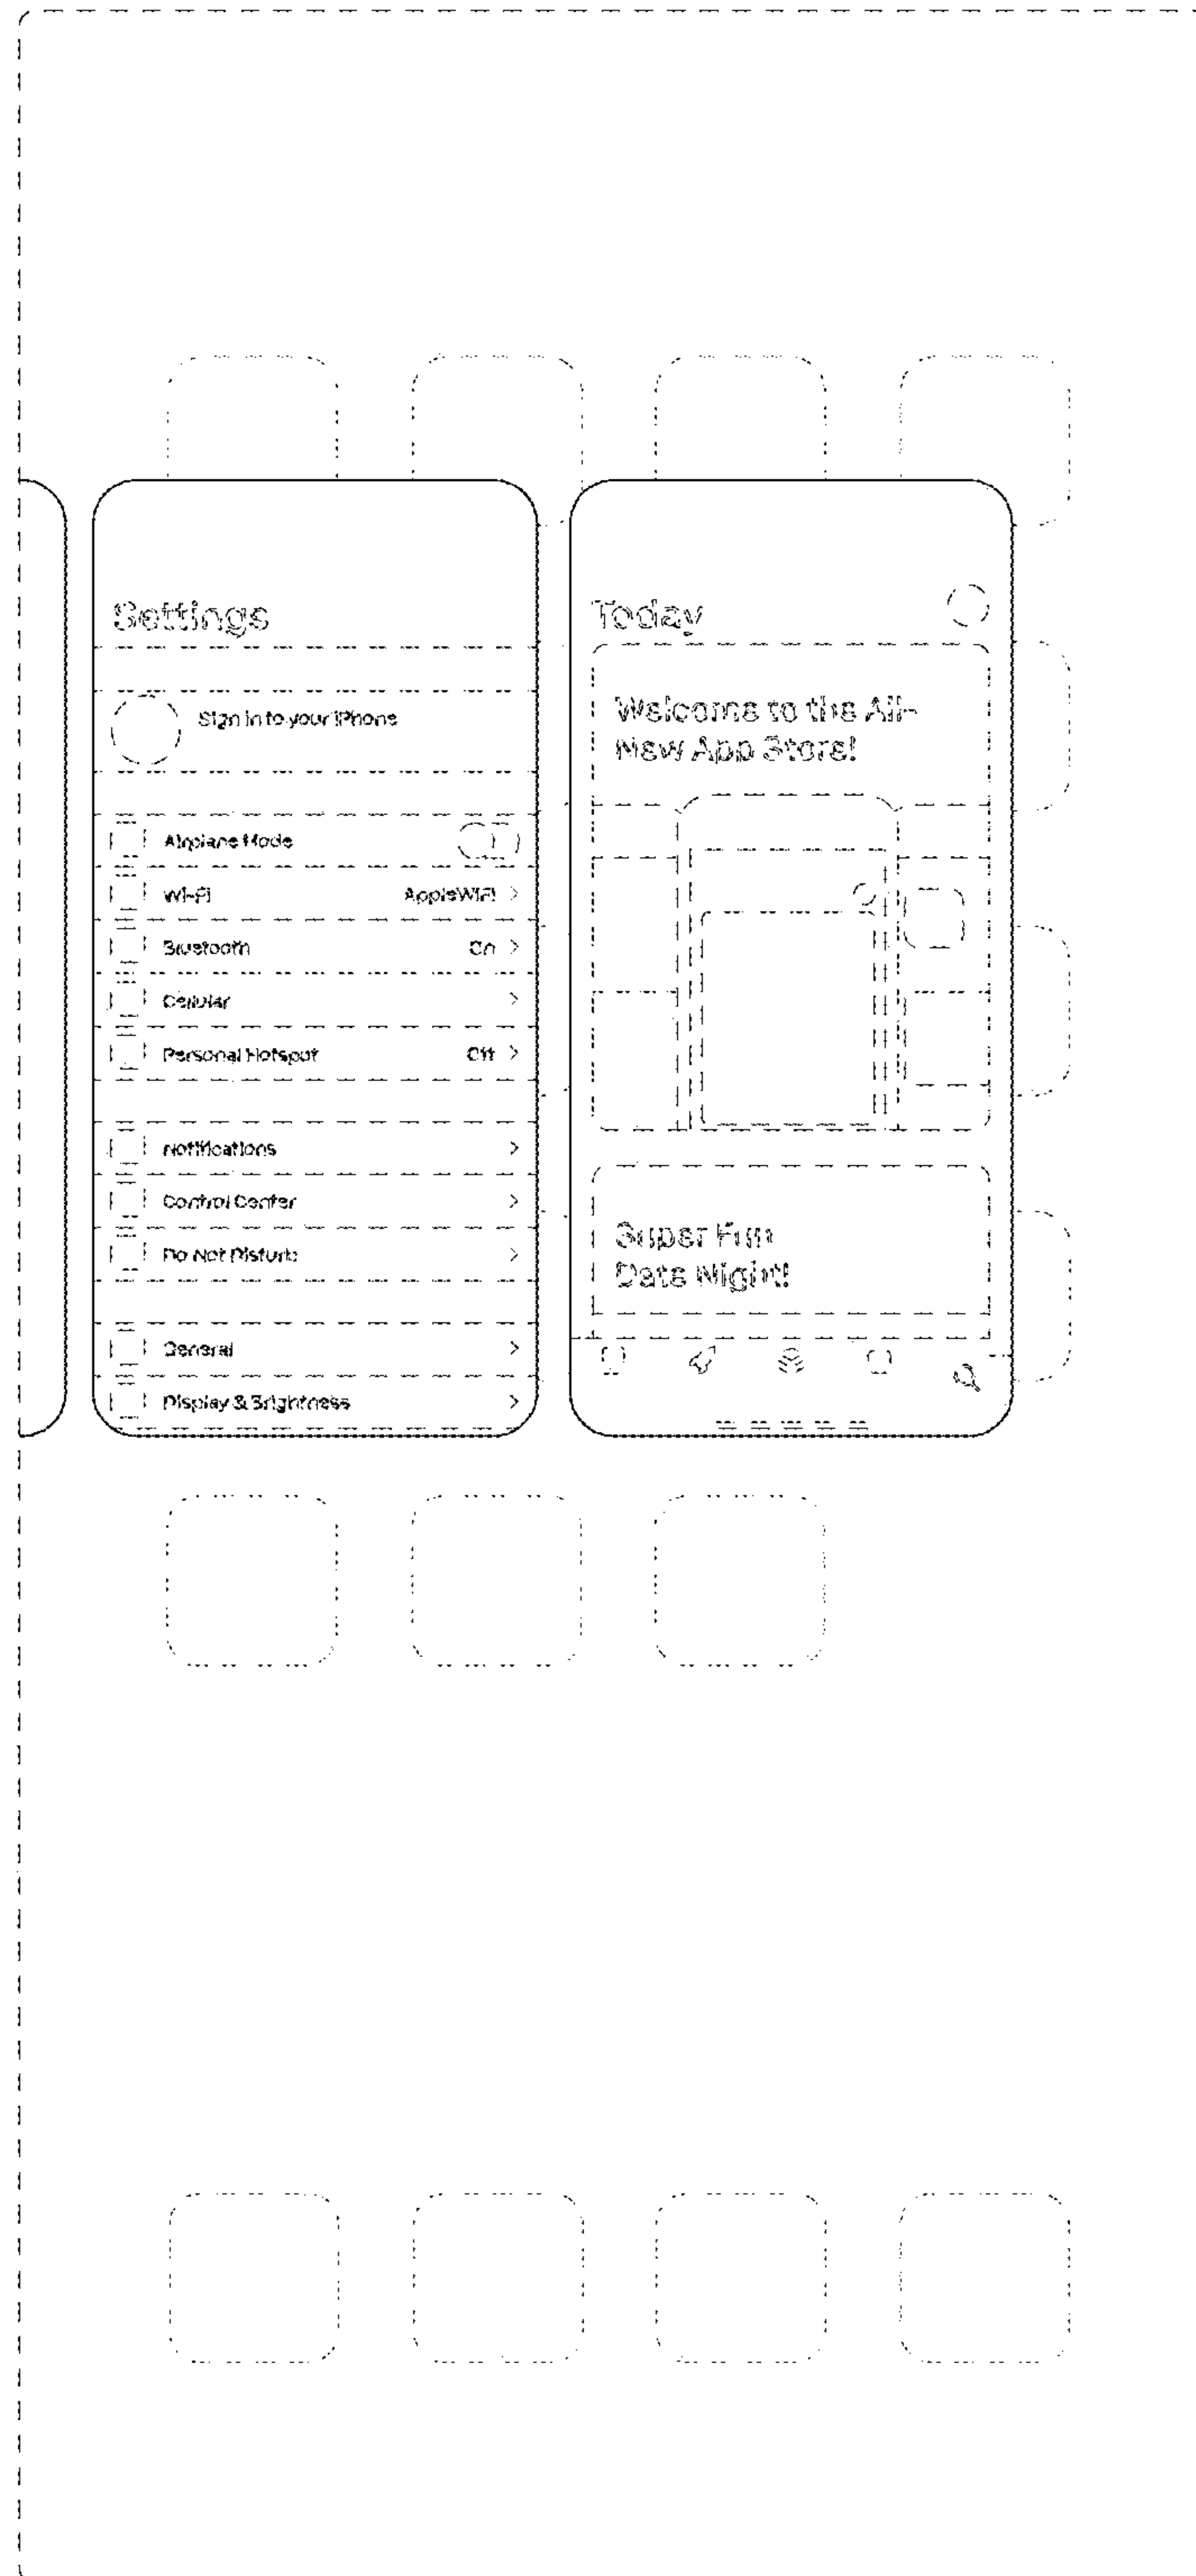 Settings
Sign in to your iPhone
Airplane Mode
Wi-Fi AppleWiFi
Bluetooth On
Cellular
Personal Hotspot Off
Notifications
Control Center
Do Not Disturb
General
Display & Brightness
Today
Welcome to the All-
New App Store!
Super Fun
Date Night!